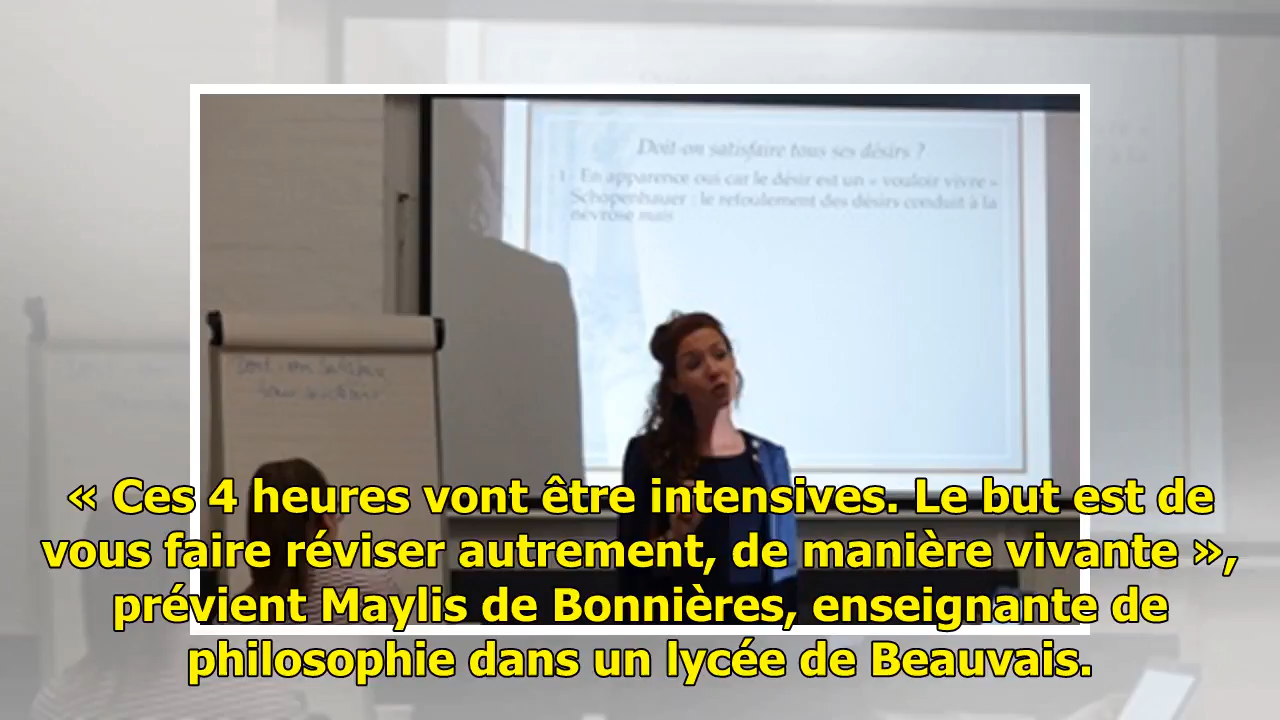 Doit-on satisfaire tous ses désirs ?
1 - En apparence oui car le désir est un « vouloir vivre »
Schopenhauer : le refoulement des désirs conduit à la
névrose mais
« Ces 4 heures vont être intensives. Le but est de
vous faire réviser autrement, de manière vivante »,
prévient Maylis de Bonnières, enseignante de
philosophie dans un lycée de Beauvais.